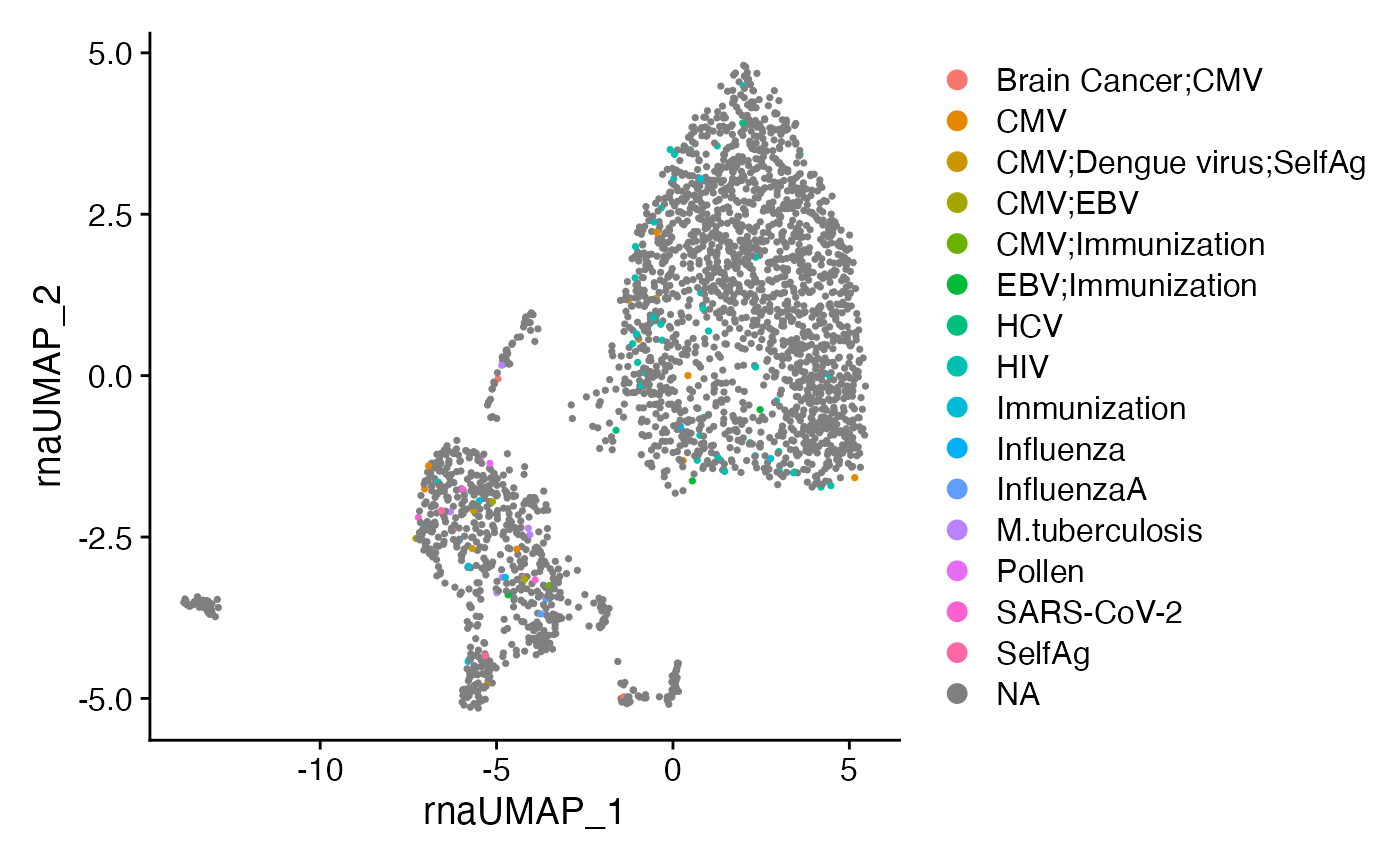 5.0
2.5
0.0
-2.5
-5.0
rnaUMAP_2
-10
-5
0
5
rnaUMAP_1
Brain Cancer;CMV
CMV
CMV;Dengue virus;SelfAg
CMV;EBV
CMV;Immunization
EBV;Immunization
HCV
HIV
Immunization
Influenza
InfluenzaA
M.tuberculosis
Pollen
SARS-CoV-2
SelfAg
NA